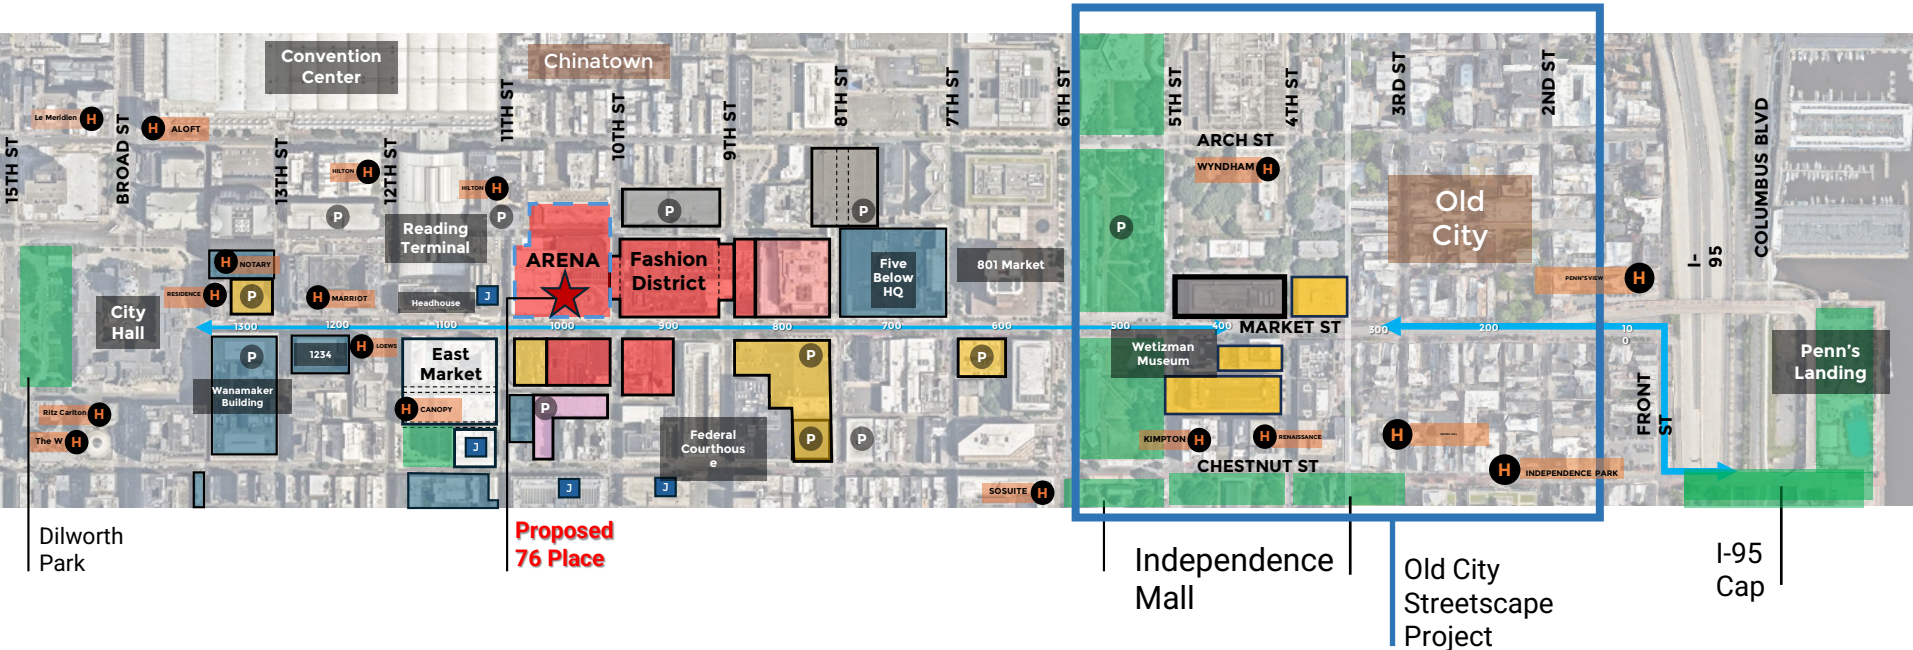 Convention
Center
Chinatown
Le Meridien
H
H
ALOFT
15TH ST
BROAD ST
13TH ST
12TH ST
11TH ST
10TH ST
9TH ST
8TH ST
7TH ST
6TH ST
5TH ST
4TH ST
3RD ST
2ND ST
I-
95
COLUMBUS BLVD
ARCH ST
WYNDHAM
H
HILTON
H
HILTON
H
P
P
P
P
P
Reading
Terminal
Old
City
ARENA
Fashion
District
Five
Below
HQ
801 Market
H
NOTARY
RESIDENCE
H
P
H
MARRIOT
Headhouse
J
PENN'S VIEW
H
City
Hall
1300
1200
1100
1000
900
800
700
600
500
400
MARKET ST
300
200
10
0
P
1234
H
LOEWS
East
Market
P
P
Wetizman
Museum
Penn's
Landing
Wanamaker
Building
Ritz Carlton
H
The W
H
H
CANOPY
P
J
Federal
Courthous
e
P
P
KIMPTON
H
H
RENAISSANCE
H
FRONT
ST
CHESTNUT ST
H
INDEPENDENCE PARK
J
J
SOSUITE
H
Dilworth
Park
Proposed
76 Place
Independence
Mall
Old City
Streetscape
Project
I-95
Cap